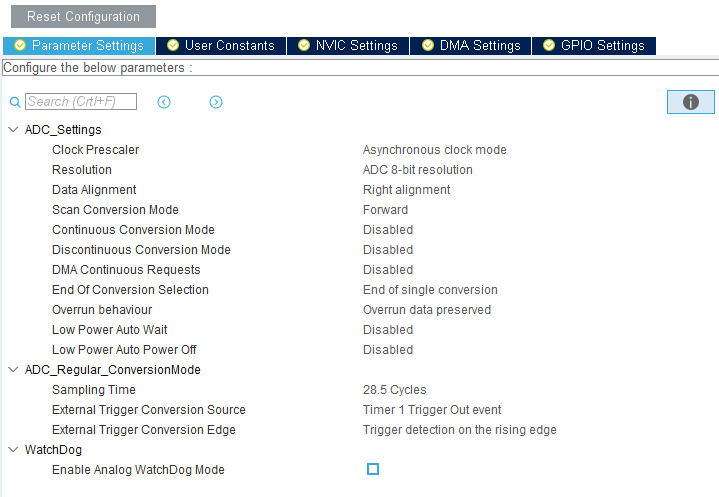 Reset Configuration
Parameter Settings User Constants NVIC Settings DMA Settings GPIO Settings
Configure the below parameters :
Search (Crtl+F)
ADC_Settings
Clock Prescaler Asynchronous clock mode
Resolution ADC 8-bit resolution
Data Alignment Right alignment
Scan Conversion Mode Forward
Continuous Conversion Mode Disabled
Discontinuous Conversion Mode Disabled
DMA Continuous Requests Disabled
End Of Conversion Selection End of single conversion
Overrun behaviour Overrun data preserved
Low Power Auto Wait Disabled
Low Power Auto Power Off Disabled
ADC_Regular_ConversionMode
Sampling Time 28.5 Cycles
External Trigger Conversion Source Timer 1 Trigger Out event
External Trigger Conversion Edge Trigger detection on the rising edge
WatchDog
Enable Analog WatchDog Mode